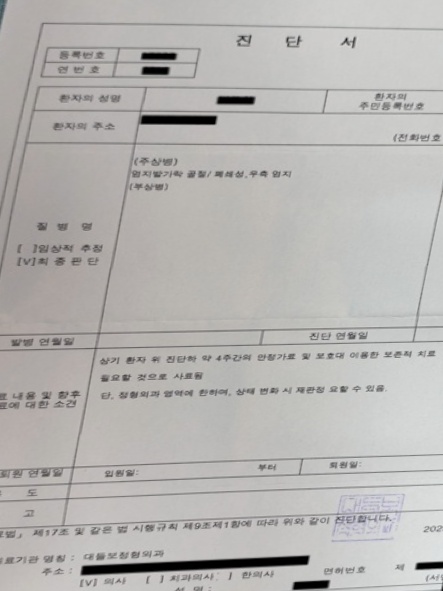 진 단 서
등록번호
연 번 호
환자의 성명
환자의
주민등록번호
환자의 주소
(전화번호
(주상병)
엄지발가락 골절/ 폐쇄성,우측 엄지
(부상병)
질 병 명
[ ]임상적 추정
[V]최 종 판 단
발병 연월일
진단 연월일
상기 환자 위 진단하 약 4주간의 안정가료 및 보호대 이용한 보존적 치료
필요할 것으로 사료됨
단, 정형외과 영역에 한하며, 상태 변화 시 재판정 요할 수 있음.
료 내용 및 향후
료에 대한 소견
퇴원 연월일
입원일:
부터
퇴원일:
도
고
료법」 제17조 및 같은 법 시행규칙 제9조제1항에 따라 위와 같이 진단합니다.
202
료기관 명칭 : 대들보정형외과
주소 :
[V] 의사 [ ] 치과의사 [ ] 한의사
면허번호 제
성 명 :
(서